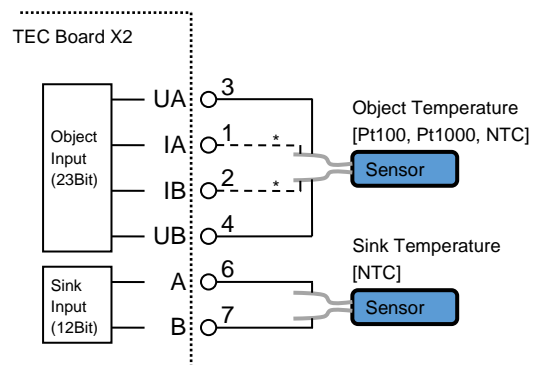 TEC Board X2
Object
Input
(23Bit)
UA
3
IA
1
*
IB
2
*
UB
4
Object Temperature
[Pt100, Pt1000, NTC]
Sensor
Sink
Input
(12Bit)
A
6
B
7
Sink Temperature
[NTC]
Sensor